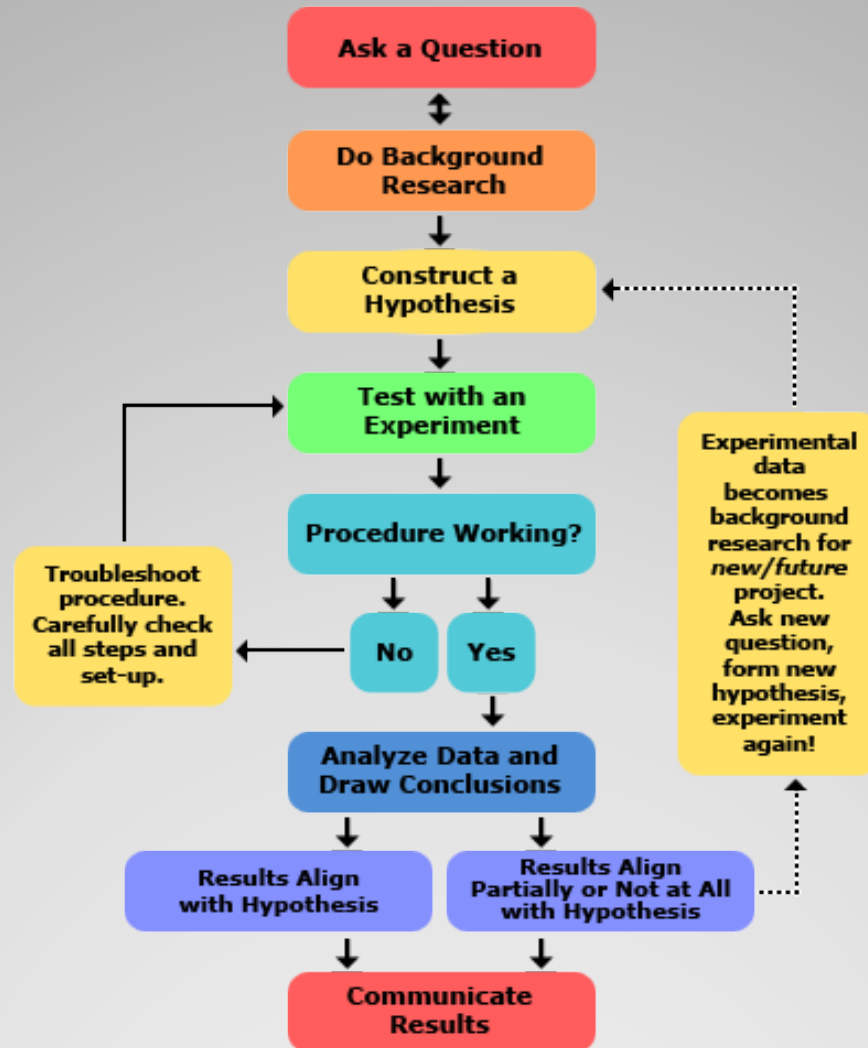 Ask a Question
Do Background
Research
Construct a
Hypothesis
Test with an
Experiment
Procedure Working?
Troubleshoot
procedure.
Carefully check
all steps and
set-up.
No
Yes
Experimental
data
becomes
background
research for
new/future
project.
Ask new
question,
form new
hypothesis,
experiment
again!
Analyze Data and
Draw Conclusions
Results Align
with Hypothesis
Results Align
Partially or Not at All
with Hypothesis
Communicate
Results